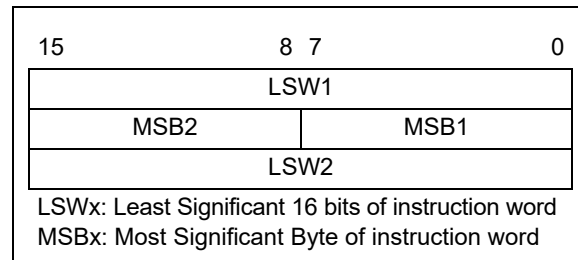 15 8 7 0
LSW1
MSB2 MSB1
LSW2
LSWx: Least Significant 16 bits of instruction word
MSBx: Most Significant Byte of instruction word